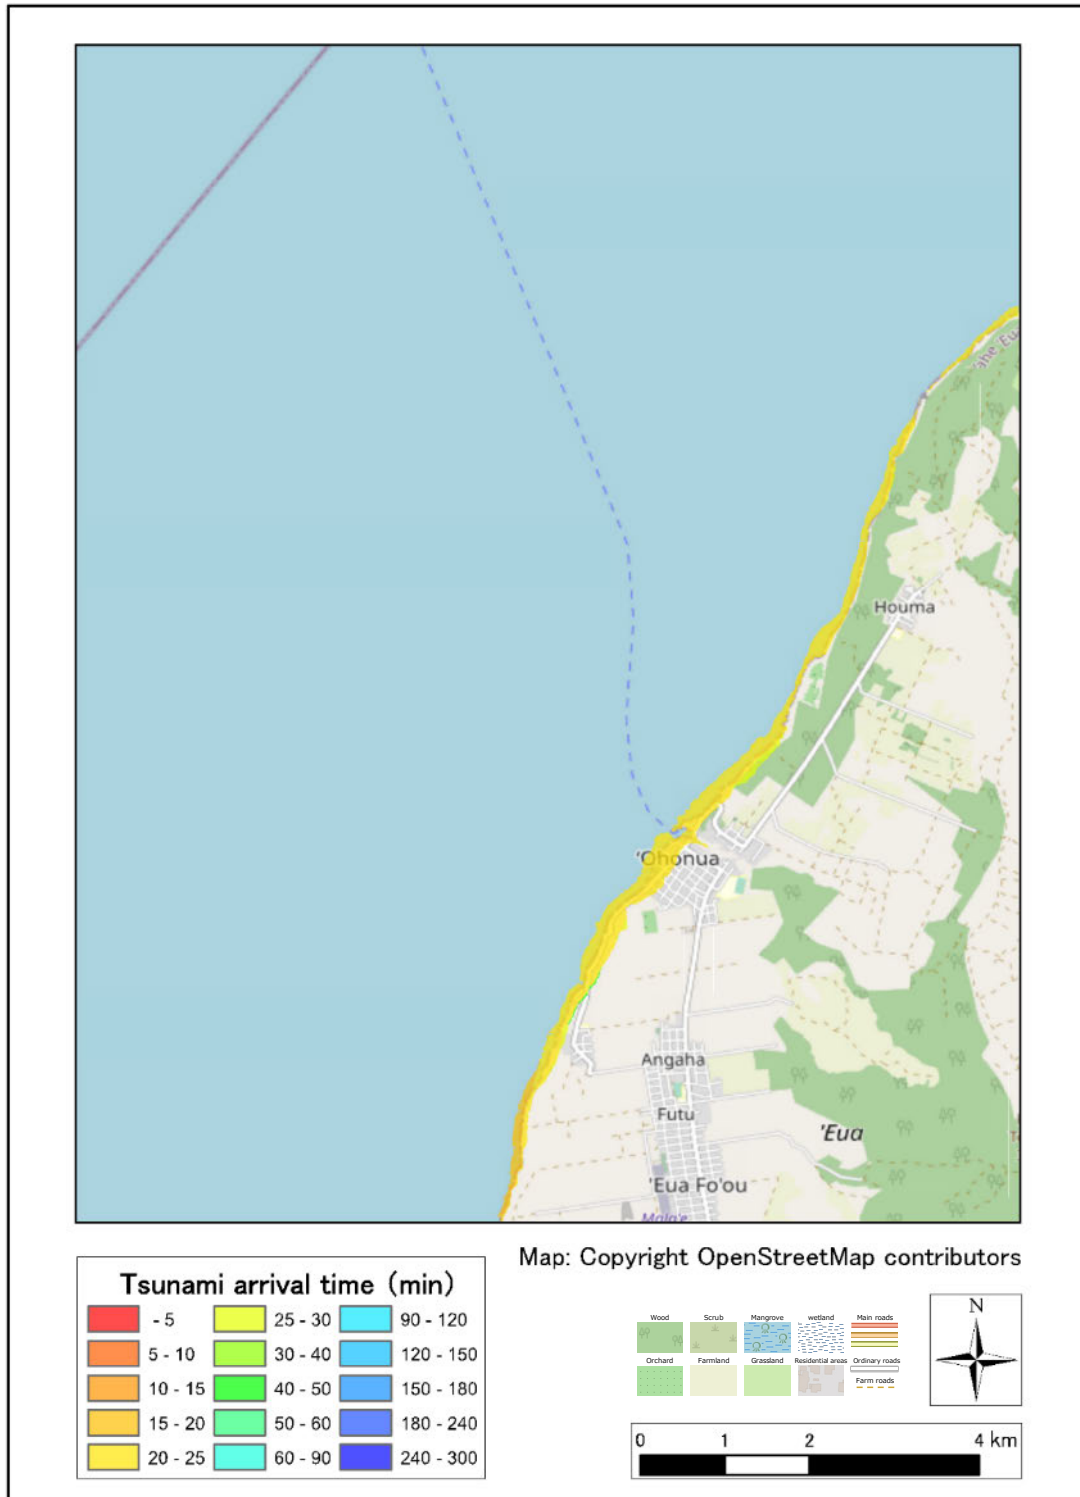 'Eu
Houma
'Ohonua
Angaha
Futu
'Eua
'Eua Fo'ou
Mala'e
Map: Copyright OpenStreetMap contributors
Tsunami arrival time (min)
- 5
25 - 30
90 - 120
5 - 10
30 - 40
120 - 150
10 - 15
40 - 50
150 - 180
15 - 20
50 - 60
180 - 240
20 - 25
60 - 90
240 - 300
Wood
Scrub
Mangrove
wetland
Main roads
Orchard
Farmland
Grassland
Residential areas
Ordinary roads
Farm roads
N
0 1 2 4 km